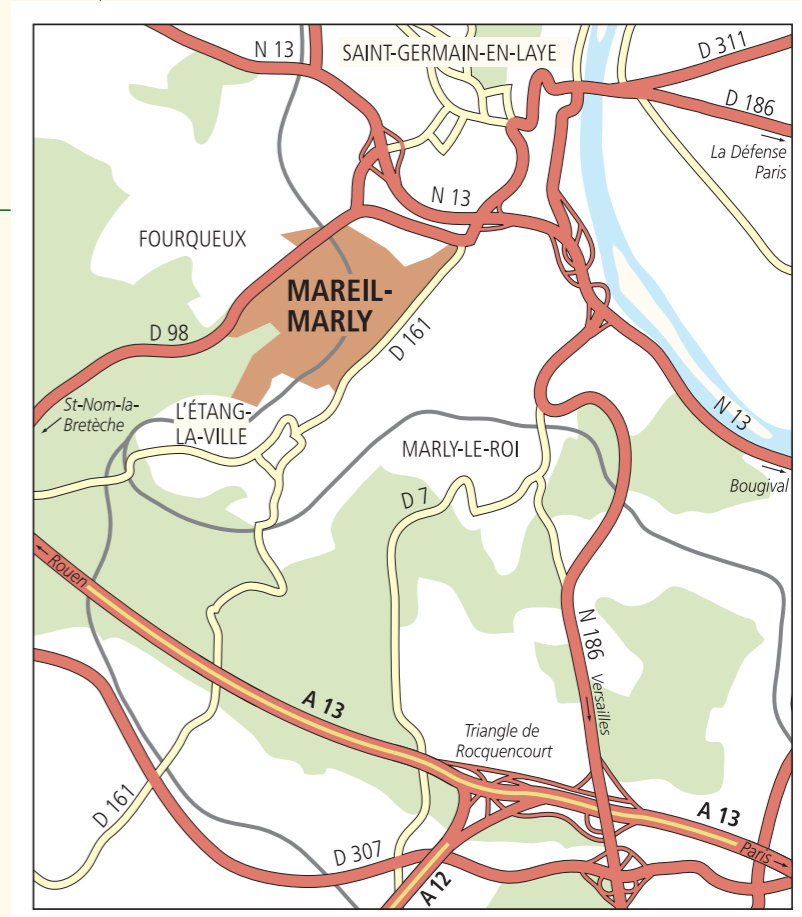 N 13
SAINT-GERMAIN-EN-LAYE
D 311
D 186
La Défense
Paris
N 13
FOURQUEUX
MAREIL-
MARLY
D 161
D 98
St-Nom-la-
Bretèche
L'ÉTANG-
LA-VILLE
MARLY-LE-ROI
N 13
Bougival
D 7
Rouen
N 186
Versailles
A 13
Triangle de
Rocquencourt
D 161
A 13
Paris
D 307
A 12